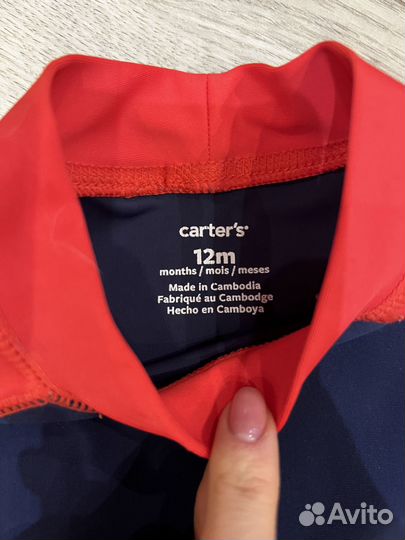 carter's
12m
months / mois / meses
Made in Cambodia
Fabriqué au Cambodge
Hecho en Camboya
Avito